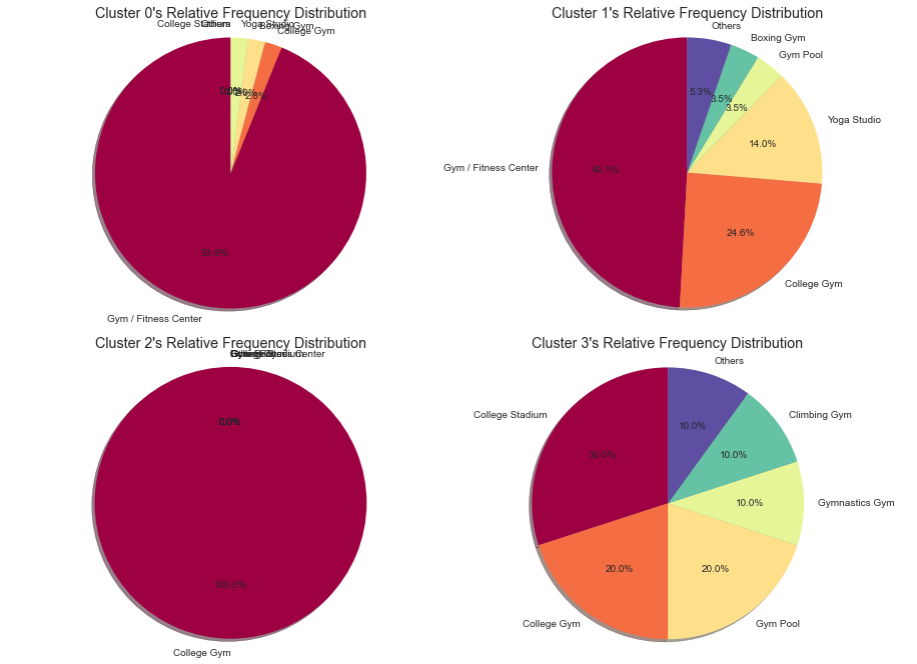 Cluster 0's Relative Frequency Distribution
College Stadium
Others
Yoga Studio
Boxing Gym
College Gym
0.0%
2.0%
Gym / Fitness Center
Cluster 1's Relative Frequency Distribution
Others
Boxing Gym
Gym Pool
Yoga Studio
College Gym
Gym / Fitness Center
5.3%
3.5%
3.5%
14.0%
24.6%
49.1%
Cluster 2's Relative Frequency Distribution
0.0%
100.0%
College Gym
Cluster 3's Relative Frequency Distribution
Others
College Stadium
Climbing Gym
Gymnastics Gym
Gym Pool
College Gym
10.0%
30.0%
10.0%
10.0%
20.0%
20.0%